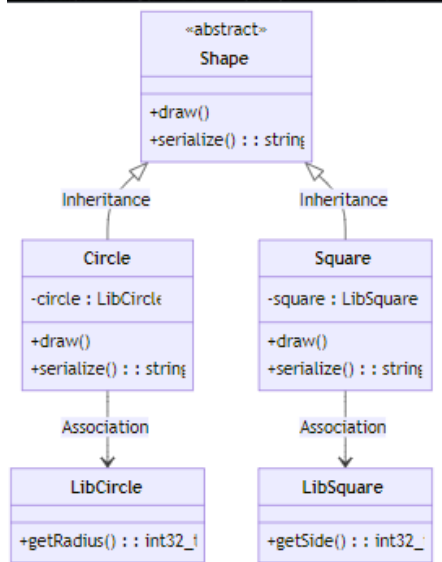 «abstract»
Shape
+draw()
+serialize() : : string
Inheritance
Inheritance
Circle
-circle : LibCircle
+draw()
+serialize() : : string
Square
-square : LibSquare
+draw()
+serialize() : : string
Association
Association
LibCircle
+getRadius() : : int32_t
LibSquare
+getSide() : : int32_